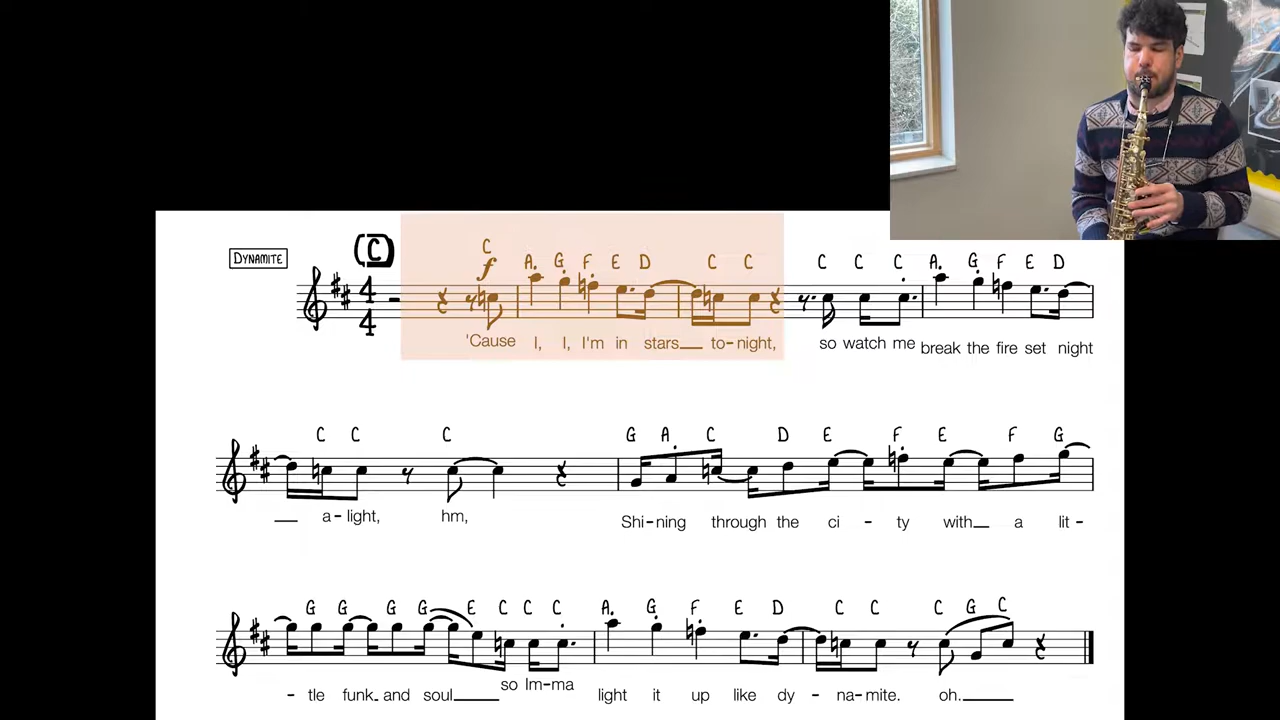 DYNAMITE
(C)
C
f
A G F E D C C C C C A G F E D
4
4
'Cause I, I, I'm in stars to-night, so watch me break the fire set night
C C C G A C D E F E F G
a-light, hm, Shi-ning through the ci - ty with a lit -
G G G G E C C C A G F E D C C C G C
- tle funk and soul so Im-ma light it up like dy - na-mite. oh.